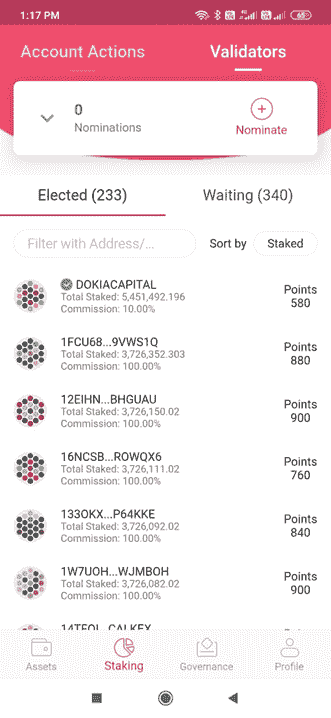 1:17 PM
65
Account Actions
Validators
0
Nominations
Nominate
Elected (233)
Waiting (340)
Filter with Address/...
Sort by
Staked
DOKIACAPITAL
Total Staked: 5,451,492.196
Commission: 10.00%
Points
580
1FCU68...9VWS1Q
Total Staked: 3,726,352.303
Commission: 100.00%
Points
880
12EIHN...BHGUAU
Total Staked: 3,726,150.02
Commission: 100.00%
Points
900
16NCSB...ROWQX6
Total Staked: 3,726,111.02
Commission: 100.00%
Points
760
133OKX...P64KKE
Total Staked: 3,726,092.02
Commission: 100.00%
Points
840
1W7UOH...WJMBOH
Total Staked: 3,726,082.02
Commission: 100.00%
Points
900
Assets
Staking
Governance
Profile